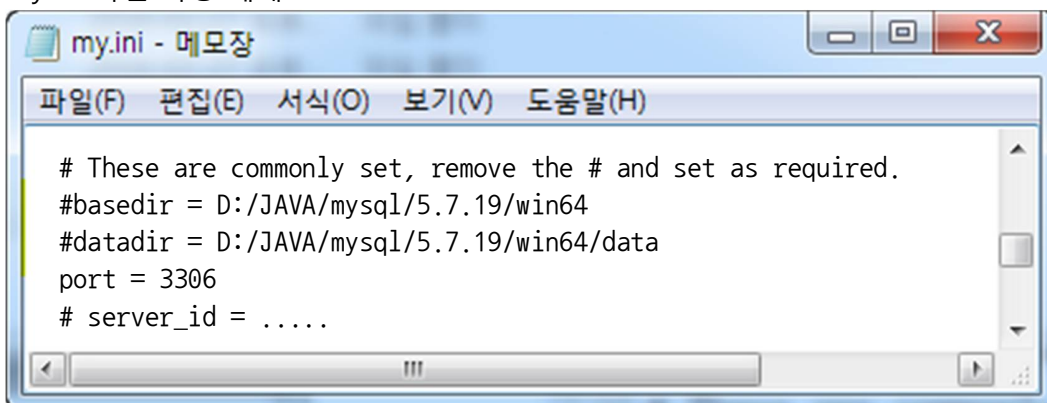 my.ini - 메모장
파일(F) 편집(E) 서식(O) 보기(V) 도움말(H)
# These are commonly set, remove the # and set as required.
#basedir = D:/JAVA/mysql/5.7.19/win64
#datadir = D:/JAVA/mysql/5.7.19/win64/data
port = 3306
# server_id = .....